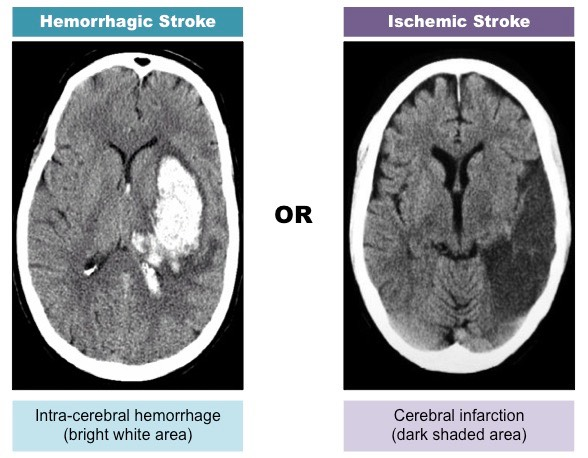 Hemorrhagic Stroke
Ischemic Stroke
OR
Intra-cerebral hemorrhage
(bright white area)
Cerebral infarction
(dark shaded area)